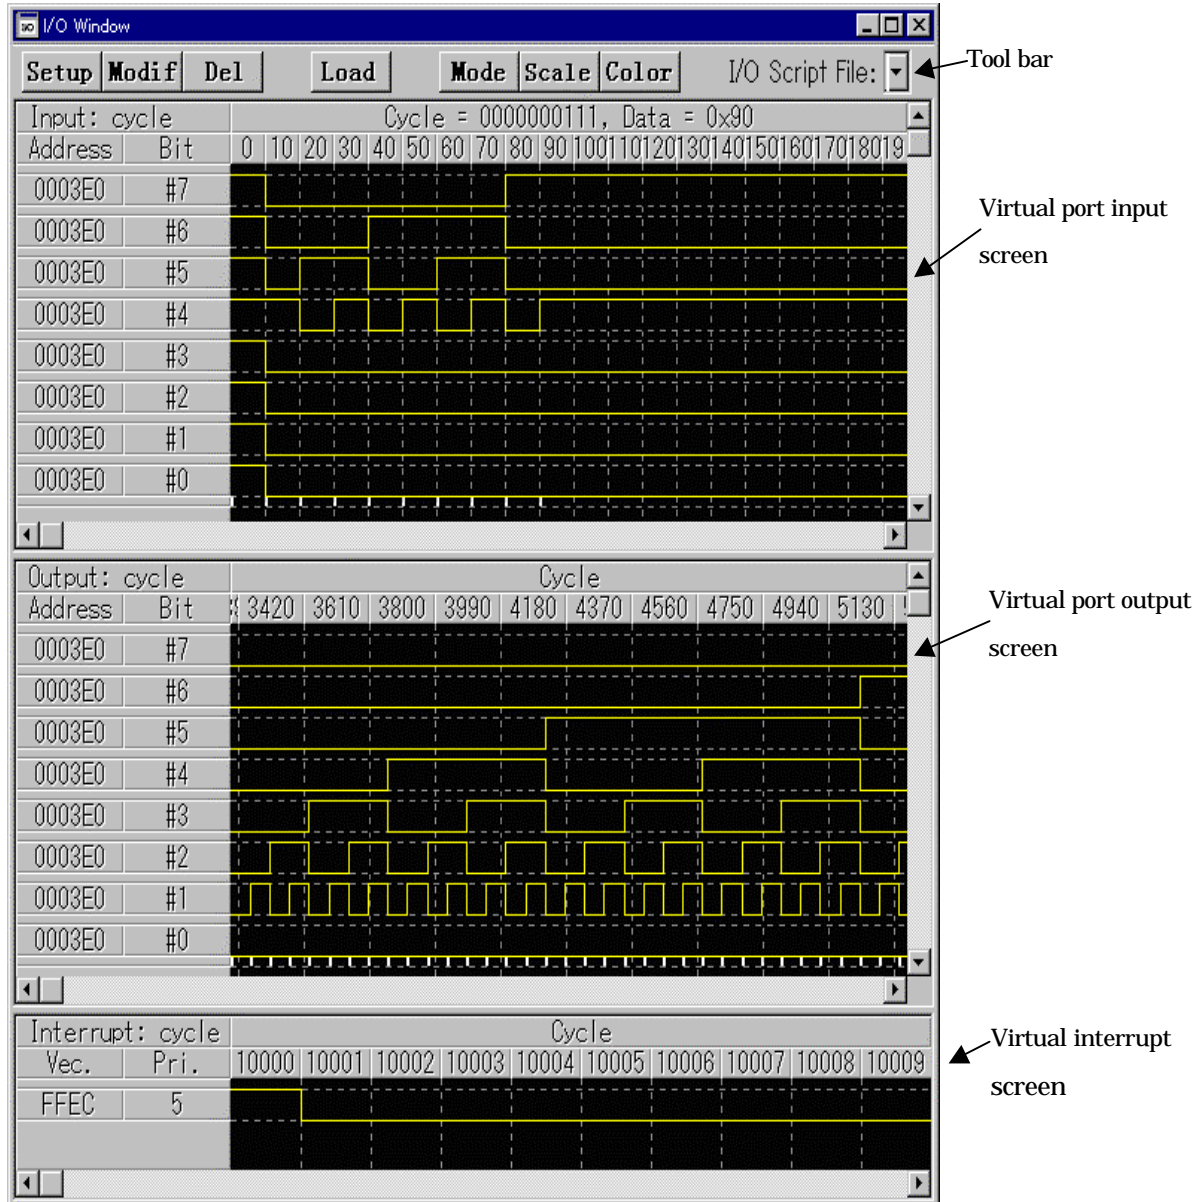 I/O Window
Setup Modif Del Load Mode Scale Color I/O Script File:
Tool bar
Input: cycle Cycle = 0000000111, Data = 0x90
Address Bit 0 10 20 30 40 50 60 70 80 90 100 110 120 130 140 150 160 170 180 19
0003E0 #7
Virtual port input
0003E0 #6
screen
0003E0 #5
0003E0 #4
0003E0 #3
0003E0 #2
0003E0 #1
0003E0 #0
Output: cycle Cycle
Address Bit 3420 3610 3800 3990 4180 4370 4560 4750 4940 5130
Virtual port output
0003E0 #7
screen
0003E0 #6
0003E0 #5
0003E0 #4
0003E0 #3
0003E0 #2
0003E0 #1
0003E0 #0
Interrupt: cycle Cycle
Virtual interrupt
Vec. Pri. 10000 10001 10002 10003 10004 10005 10006 10007 10008 10009
screen
FFEC 5